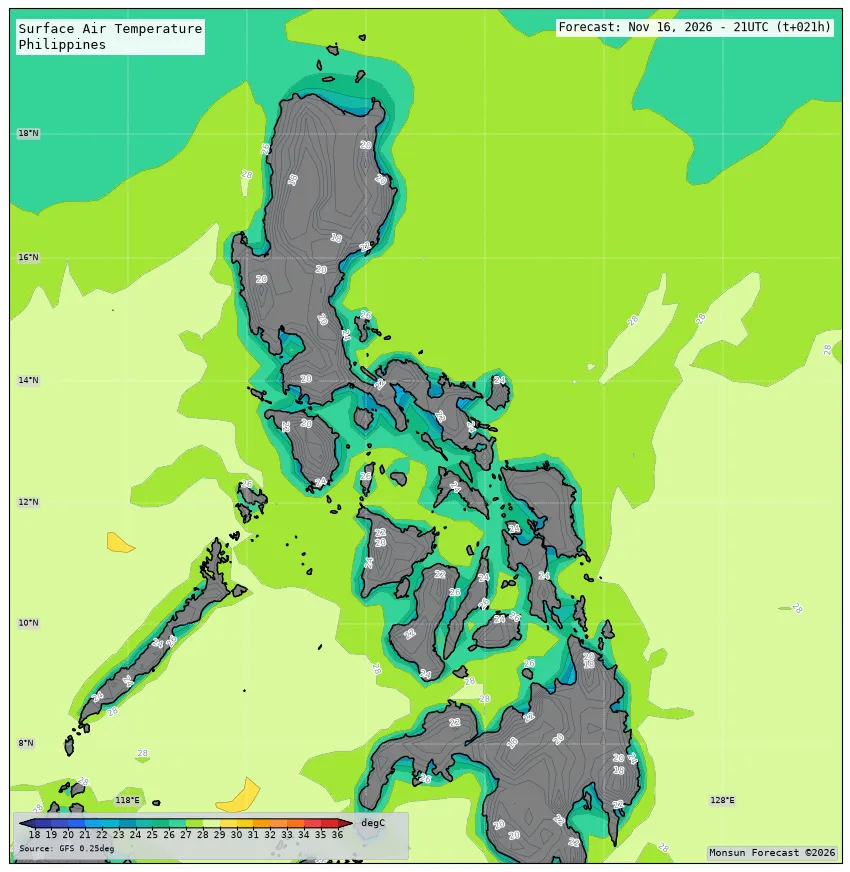 Surface Air Temperature
Philippines
Forecast: Nov 16, 2026 - 21UTC (t+021h)
18°N
16°N
14°N
12°N
10°N
8°N
118°E
128°E
18 19 20 21 22 23 24 25 26 27 28 29 30 31 32 33 34 35 36
degC
Source: GFS 0.25deg
Monsun Forecast ©2026